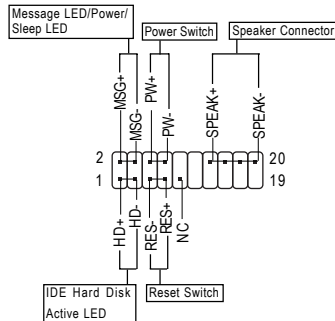 Message LED/Power/
Sleep LED
Power Switch
Speaker Connector
MSG+
MSG-
PW+
PW-
SPEAK+
SPEAK-
2
20
1
19
HD+
HD-
RES-
RES+
NC
IDE Hard Disk
Active LED
Reset Switch